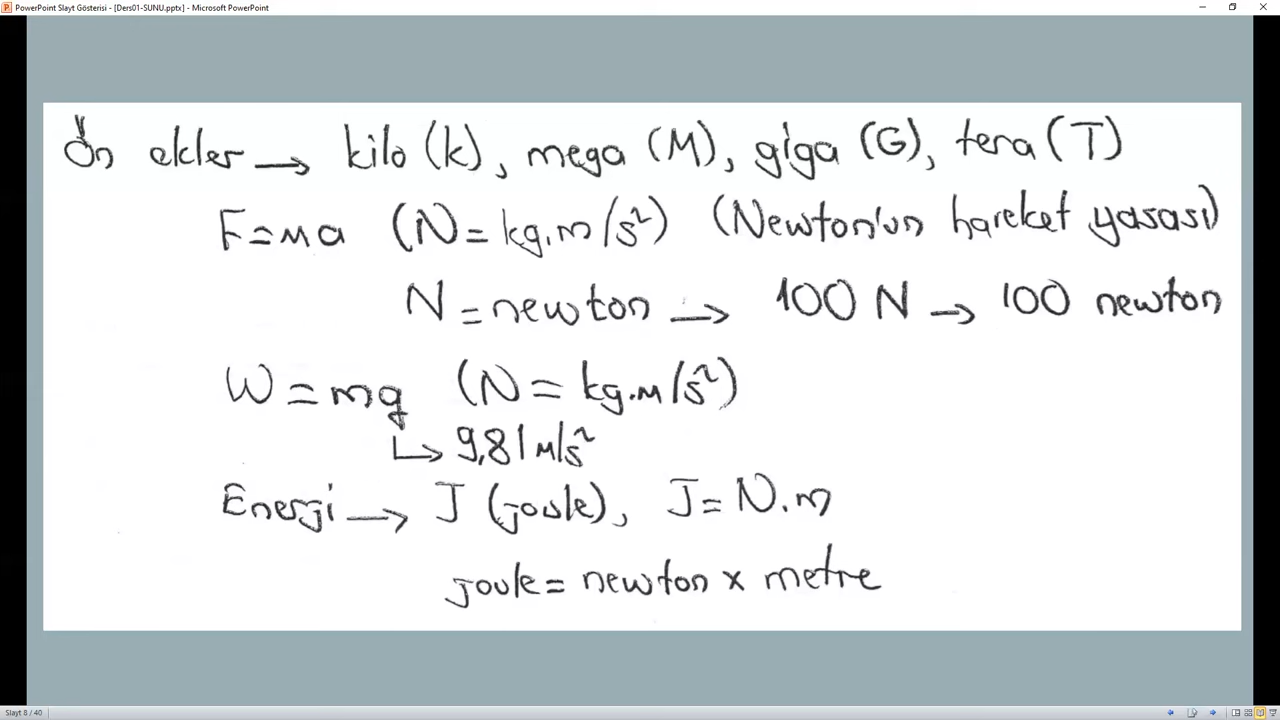 PowerPoint Slayt Gösterisi - [Ders01-SUNU.pptx] - Microsoft PowerPoint
Ön ekler → kilo (k), mega (M), giga (G), tera (T)
F=ma (N = kg.m/s²) (Newton'un hareket yasası)
N = newton → 100 N → 100 newton
W = mg (N = kg.m/s²)
↳ 9,81 m/s²
Energi → J (joule), J = N.m
joule = newton x metre
Slayt 8 / 40